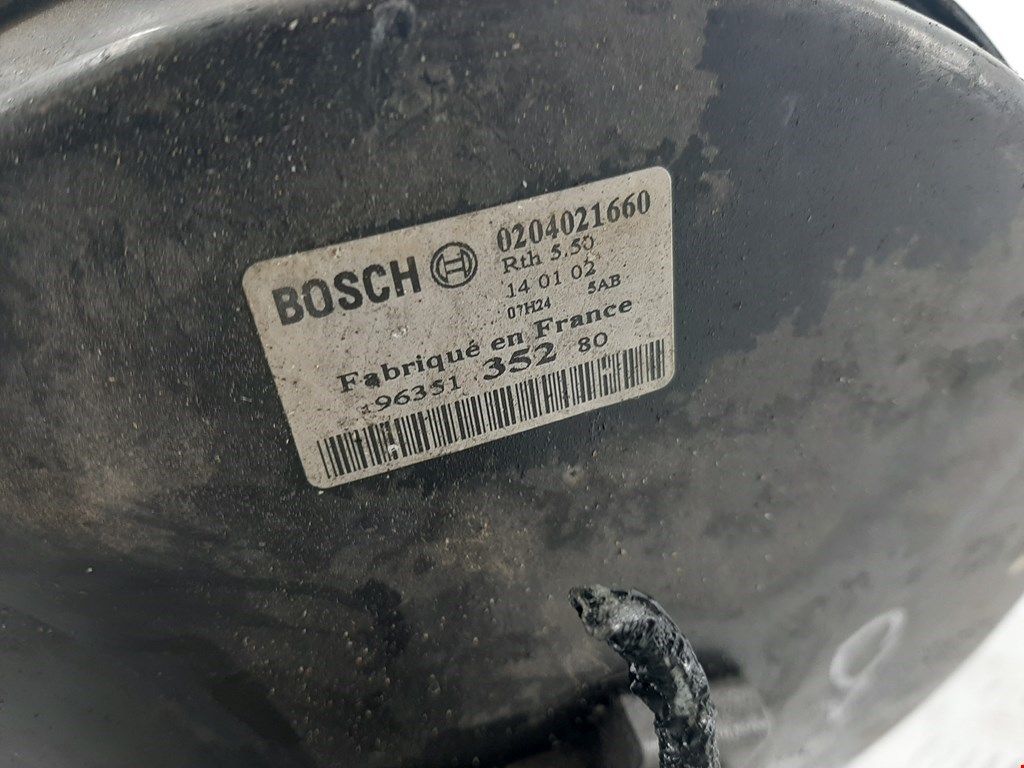 BOSCH
0204021660
Rth 5.50
14 01 02
07H24 5AB
Fabriqué en France
96351 352 80